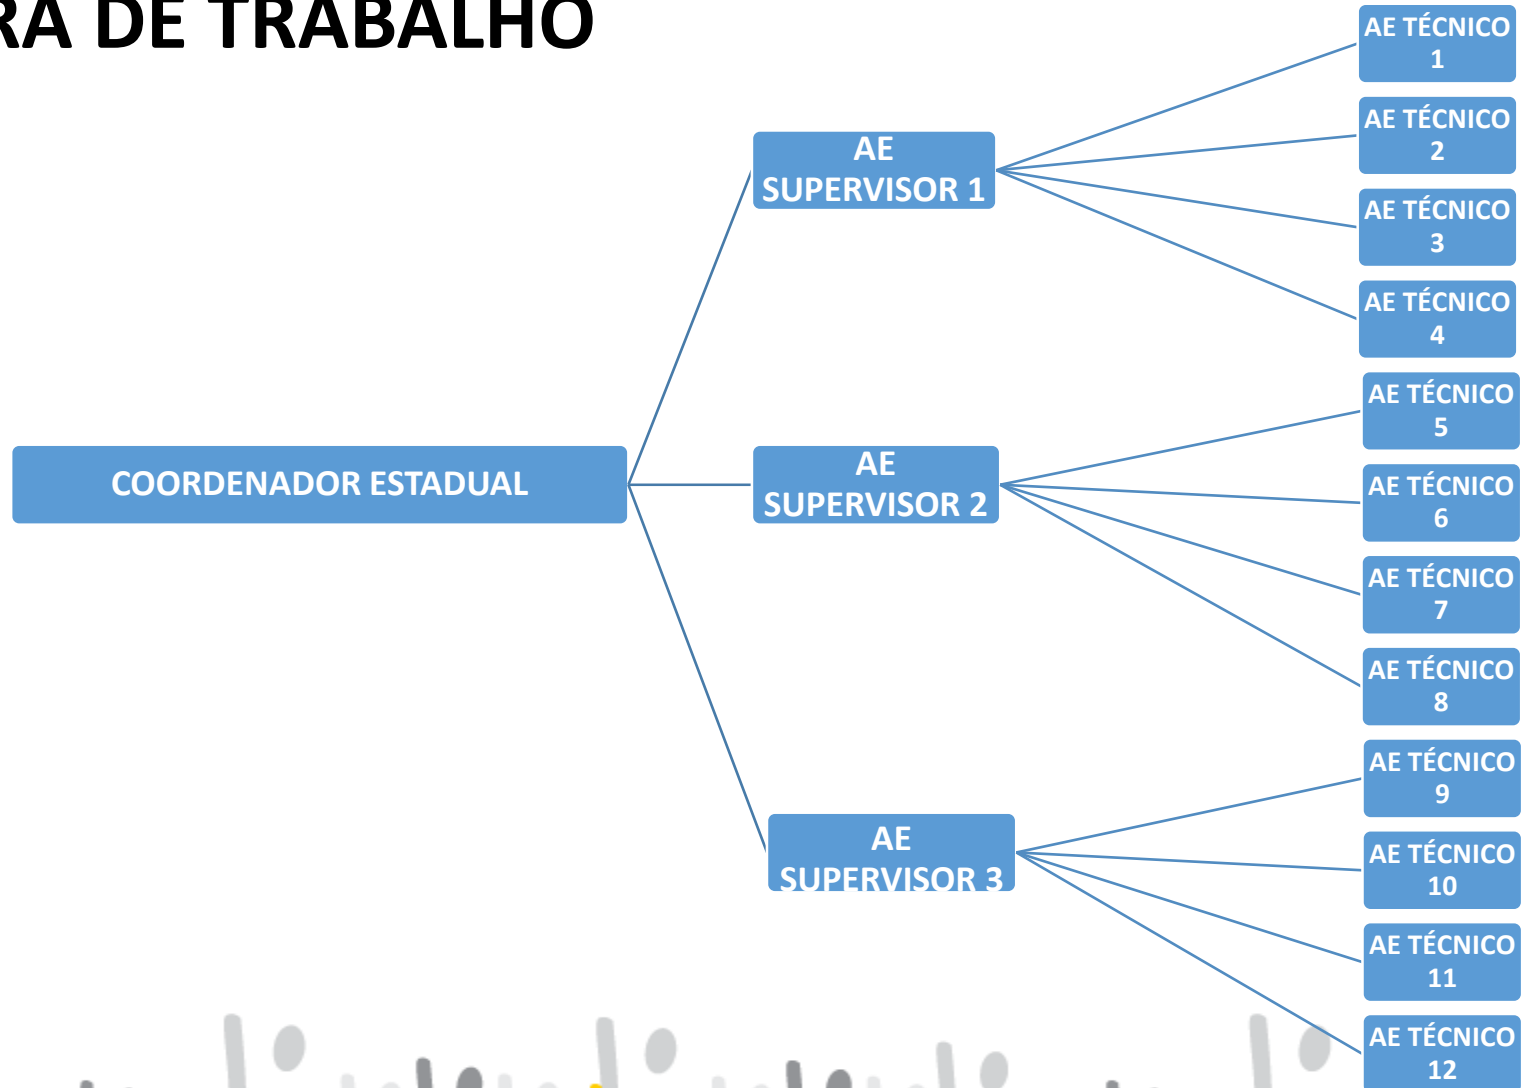 RA DE TRABALHO
COORDENADOR ESTADUAL
AE
SUPERVISOR 1
AE TÉCNICO
1
AE TÉCNICO
2
AE TÉCNICO
3
AE TÉCNICO
4
AE
SUPERVISOR 2
AE TÉCNICO
5
AE TÉCNICO
6
AE TÉCNICO
7
AE TÉCNICO
8
AE
SUPERVISOR 3
AE TÉCNICO
9
AE TÉCNICO
10
AE TÉCNICO
11
AE TÉCNICO
12